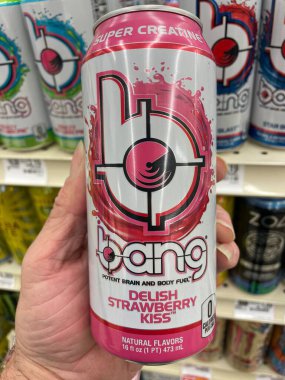 SUPER CREATINE
b
bang
POTENT BRAIN AND BODY FUEL
DELISH
STRAWBERRY
KISS
NATURAL FLAVORS
16 fl oz (1 PT) 473 mL
0
bang
bang
BLAST
ZOA